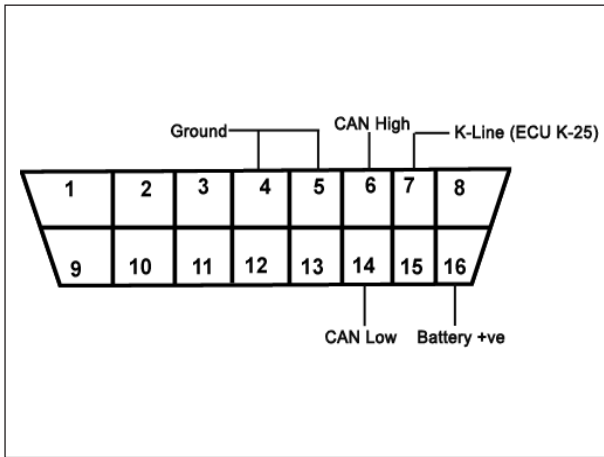 CAN High
Ground
K-Line (ECU K-25)
1 2 3 4 5 6 7 8
9 10 11 12 13 14 15 16
CAN Low Battery +ve